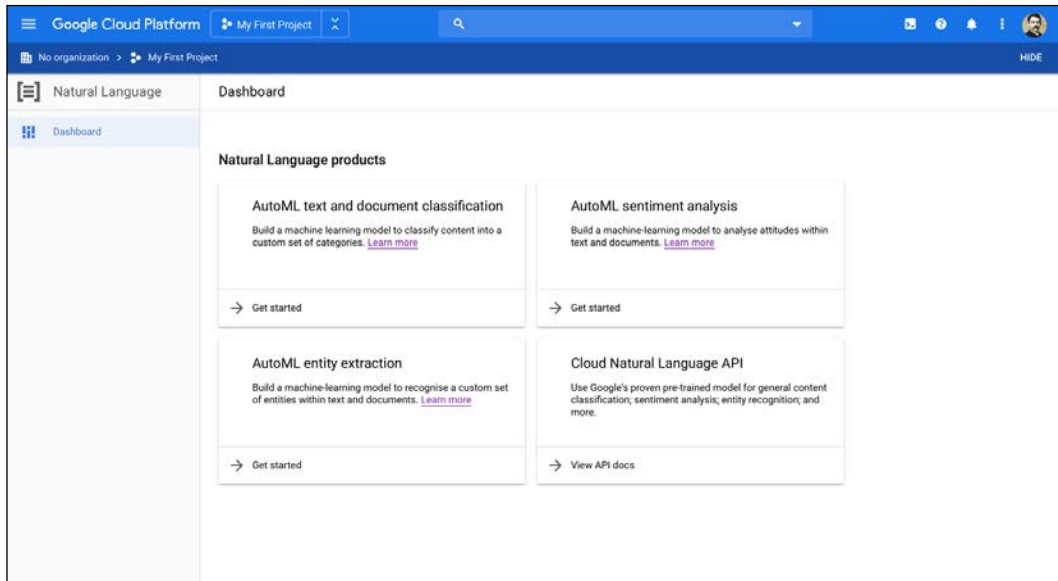 Google Cloud Platform
My First Project
No organization > My First Project
HIDE
Natural Language
Dashboard
Dashboard
Natural Language products
AutoML text and document classification
Build a machine learning model to classify content into a
custom set of categories. Learn more
Get started
AutoML sentiment analysis
Build a machine-learning model to analyse attitudes within
text and documents. Learn more
Get started
AutoML entity extraction
Build a machine-learning model to recognise a custom set
of entities within text and documents. Learn more
Get started
Cloud Natural Language API
Use Google's proven pre-trained model for general content
classification; sentiment analysis; entity recognition; and
more.
View API docs